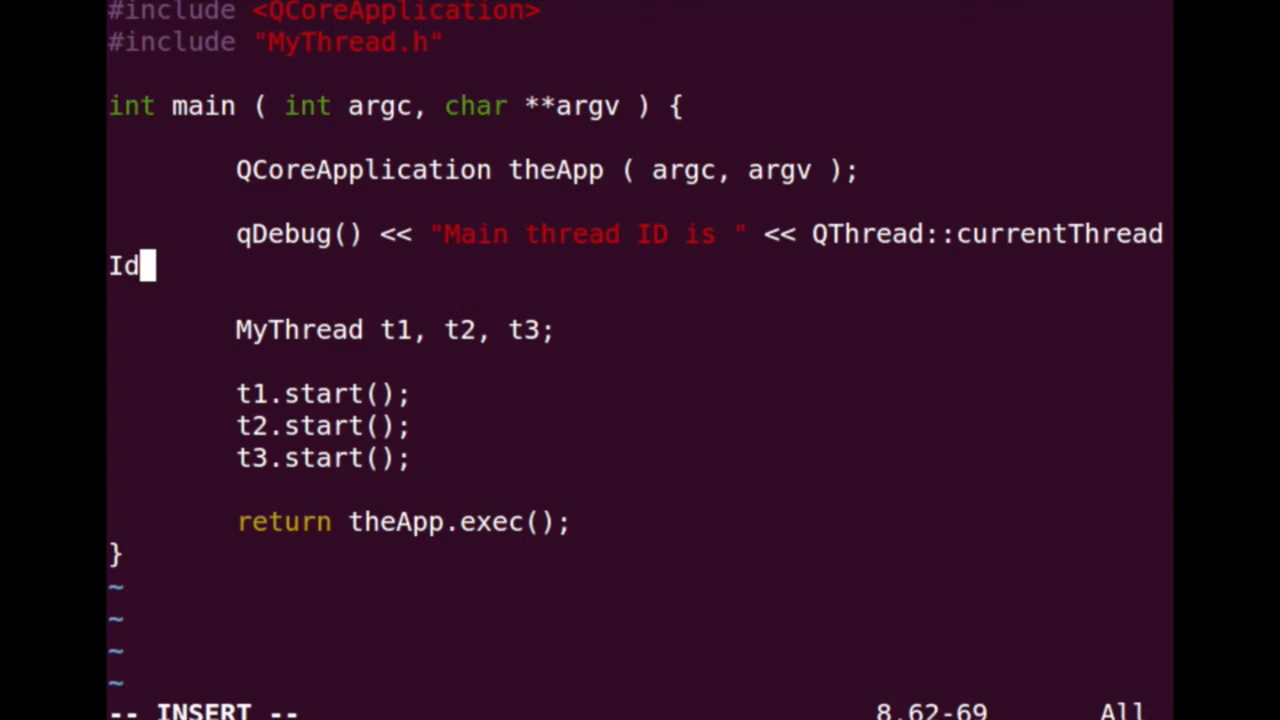 #include <QCoreApplication>
#include "MyThread.h"
int main ( int argc, char **argv ) {
QCoreApplication theApp ( argc, argv );
qDebug() << "Main thread ID is " << QThread::currentThread
Id
MyThread t1, t2, t3;
t1.start();
t2.start();
t3.start();
return theApp.exec();
}
~
~
~
~
-- INSERT -- 8,62-69 All